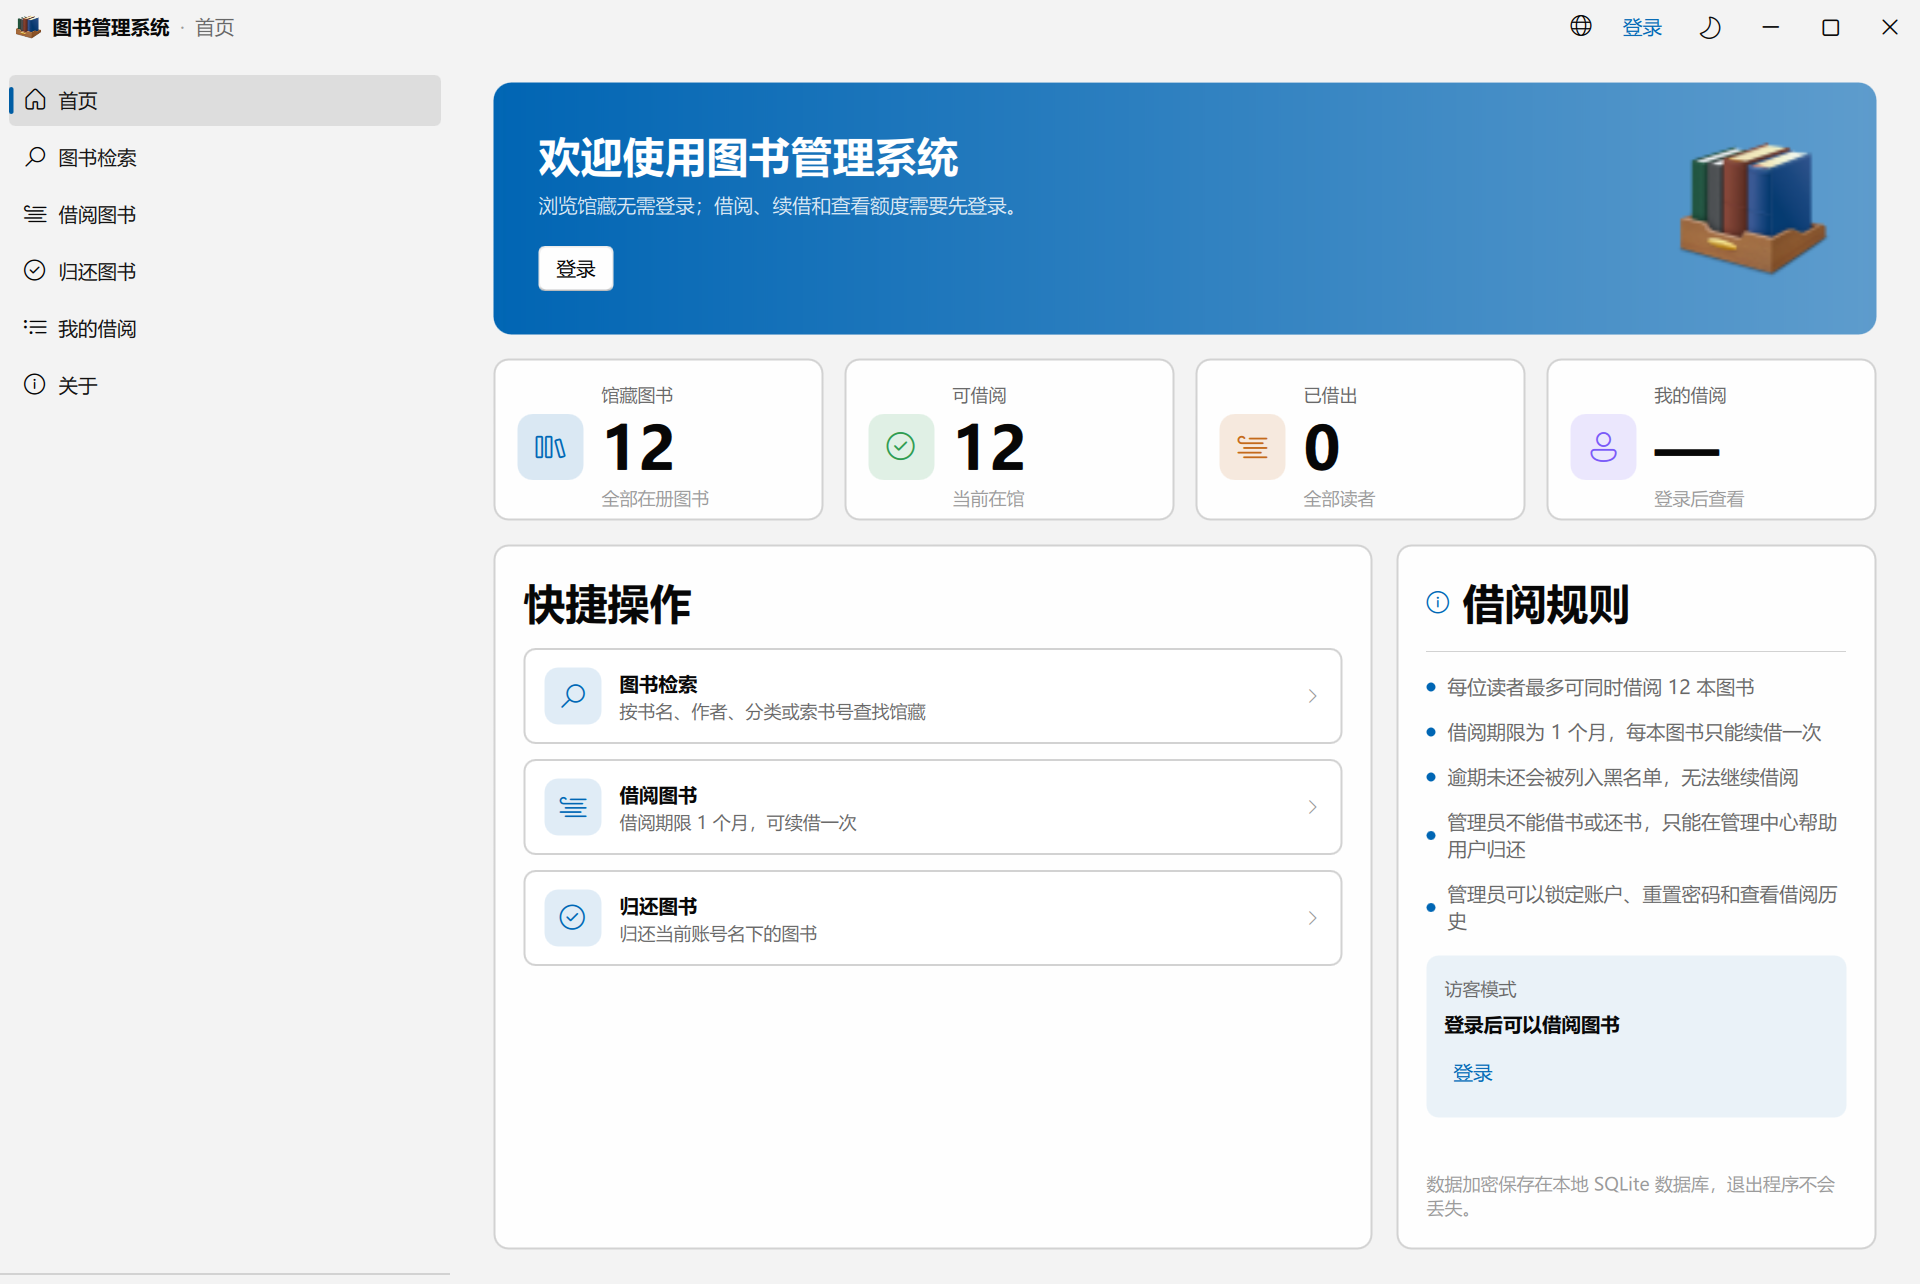 图书管理系统 · 首页
登录
首页
图书检索
借阅图书
归还图书
我的借阅
关于
欢迎使用图书管理系统
浏览馆藏无需登录；借阅、续借和查看额度需要先登录。
登录
馆藏图书
12
全部在册图书
可借阅
12
当前在馆
已借出
0
全部读者
我的借阅
—
登录后查看
快捷操作
图书检索
按书名、作者、分类或索书号查找馆藏
借阅图书
借阅期限 1 个月，可续借一次
归还图书
归还当前账号名下的图书
借阅规则
每位读者最多可同时借阅 12 本图书
借阅期限为 1 个月，每本图书只能续借一次
逾期未还会被列入黑名单，无法继续借阅
管理员不能借书或还书，只能在管理中心帮助
用户归还
管理员可以锁定账户、重置密码和查看借阅历
史
访客模式
登录后可以借阅图书
登录
数据加密保存在本地 SQLite 数据库，退出程序不会
丢失。